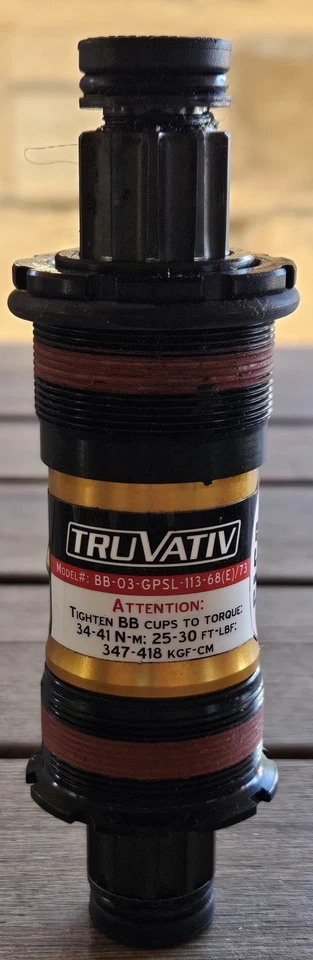 TRUVATIV
MODEL#: BB-03-GPSL-113-68(E)/73
ATTENTION:
TIGHTEN BB CUPS TO TORQUE:
34-41 N-M; 25-30 FT-LBF;
347-418 KGF-CM